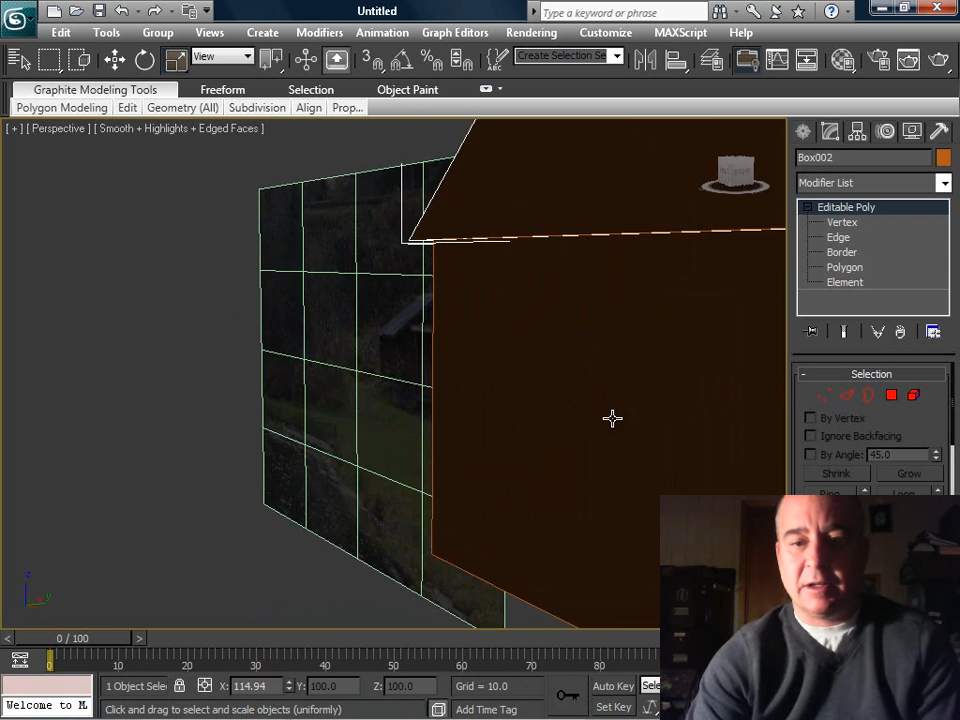 Untitled
Type a keyword or phrase
Edit Tools Group Views Create Modifiers Animation Graph Editors Rendering Customize MAXScript Help
View
Create Selection Se
Graphite Modeling Tools Freeform Selection Object Paint
Polygon Modeling Edit Geometry (All) Subdivision Align Prop...
[ + ] [ Perspective ] [ Smooth + Highlights + Edged Faces ]
Box002
Modifier List
Editable Poly
Vertex
Edge
Border
Polygon
Element
- Selection
By Vertex
Ignore Backfacing
By Angle: 45.0
Shrink Grow
Ring Loop
z
y
< 0 / 100 >
0 10 20 30 40 50 60 70 80
1 Object Selec X: 114.94 Y: 100.0 Z: 100.0 Grid = 10.0 Auto Key Selec
Welcome to M. Click and drag to select and scale objects (uniformly) Add Time Tag Set Key